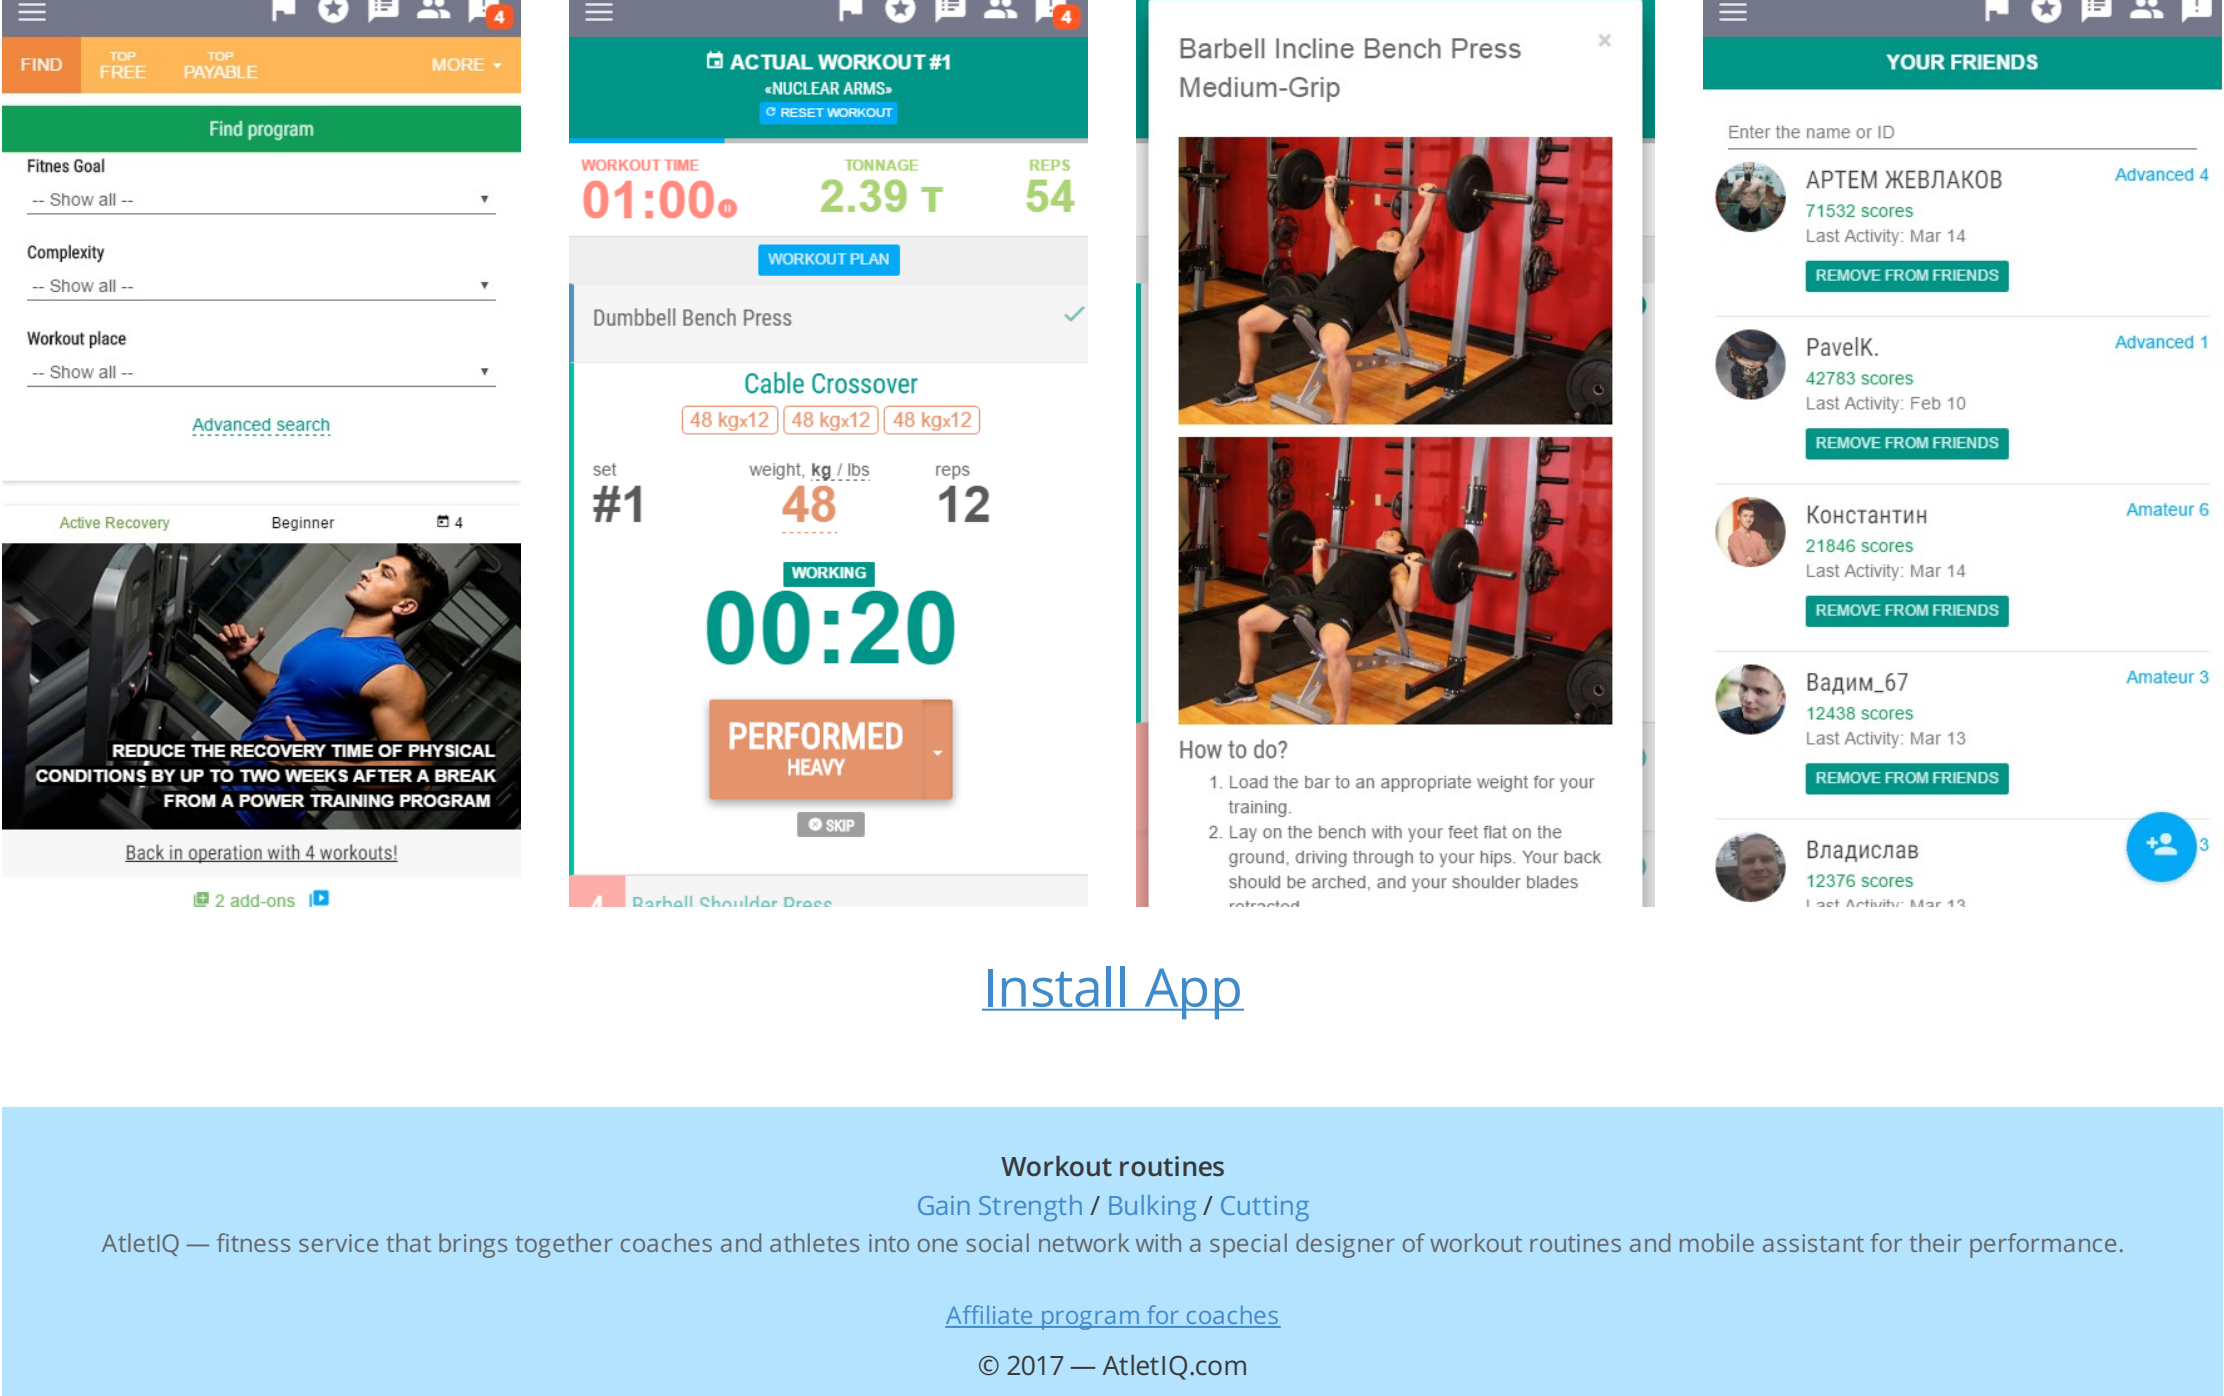 4
FIND
TOP
FREE
TOP
PAYABLE
MORE
Find program
Fitnes Goal
-- Show all --
Complexity
-- Show all --
Workout place
-- Show all --
Advanced search
Active Recovery
Beginner
4
REDUCE THE RECOVERY TIME OF PHYSICAL
CONDITIONS BY UP TO TWO WEEKS AFTER A BREAK
FROM A POWER TRAINING PROGRAM
Back in operation with 4 workouts!
2 add-ons
4
ACTUAL WORKOUT #1
«NUCLEAR ARMS»
RESET WORKOUT
WORKOUT TIME
01:00
TONNAGE
2.39 T
REPS
54
WORKOUT PLAN
Dumbbell Bench Press
Cable Crossover
48 kgx12 48 kgx12 48 kgx12
set
#1
weight, kg / lbs
48
reps
12
WORKING
00:20
PERFORMED
HEAVY
SKIP
4
Barbell Shoulder Press
Barbell Incline Bench Press
Medium-Grip
×
How to do?
1. Load the bar to an appropriate weight for your
training.
2. Lay on the bench with your feet flat on the
ground, driving through to your hips. Your back
should be arched, and your shoulder blades
retracted.
YOUR FRIENDS
Enter the name or ID
АРТЕМ ЖЕВЛАКОВ
Advanced 4
71532 scores
Last Activity: Mar 14
REMOVE FROM FRIENDS
PavelK.
Advanced 1
42783 scores
Last Activity: Feb 10
REMOVE FROM FRIENDS
Константин
Amateur 6
21846 scores
Last Activity: Mar 14
REMOVE FROM FRIENDS
Вадим_67
Amateur 3
12438 scores
Last Activity: Mar 13
REMOVE FROM FRIENDS
Владислав
3
12376 scores
Last Activity: Mar 13
Install App
Workout routines
Gain Strength / Bulking / Cutting
AtletIQ — fitness service that brings together coaches and athletes into one social network with a special designer of workout routines and mobile assistant for their performance.
Affiliate program for coaches
© 2017 — AtletIQ.com